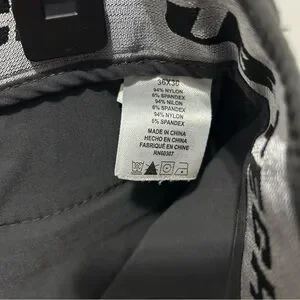 36X30
94% NYLON
6% SPANDEX
94% NILON
6% SPANDEX
94% NYLON
6% SPANDEX
MADE IN CHINA
HECHO EN CHINA
FABRIQUÉ EN CHINE
RN60307